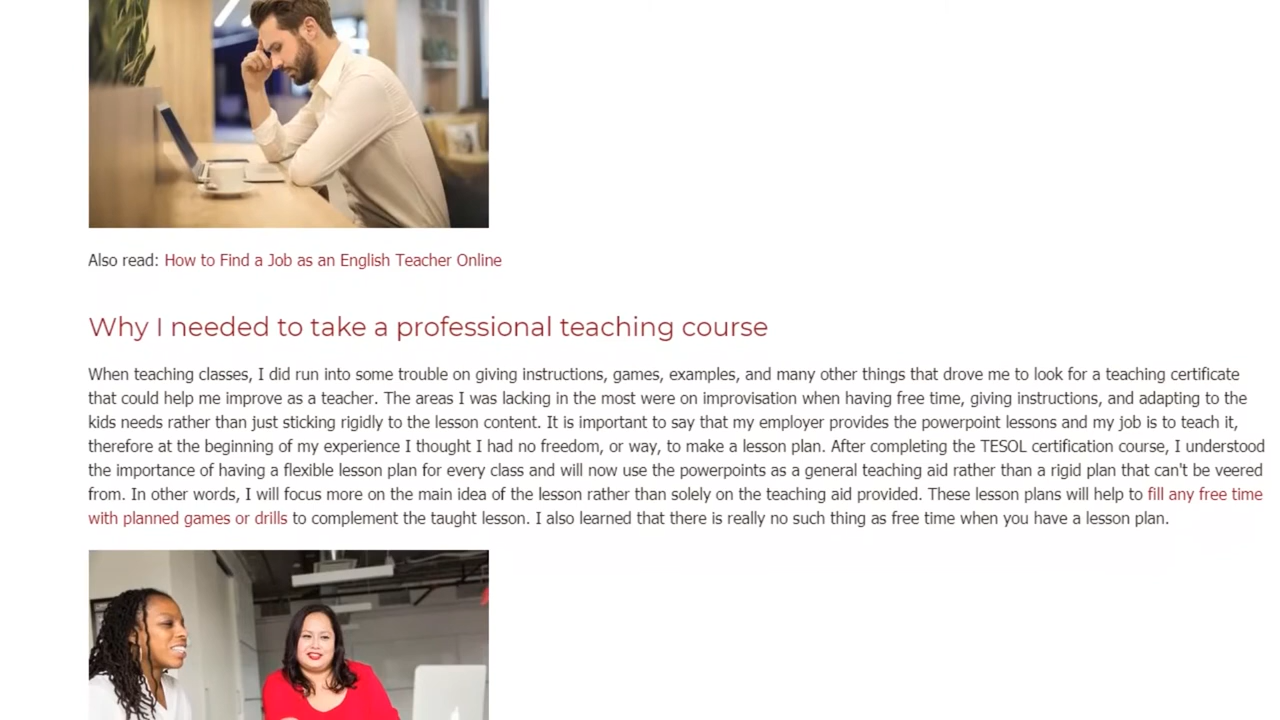 Also read: How to Find a Job as an English Teacher Online
Why I needed to take a professional teaching course
When teaching classes, I did run into some trouble on giving instructions, games, examples, and many other things that drove me to look for a teaching certificate
that could help me improve as a teacher. The areas I was lacking in the most were on improvisation when having free time, giving instructions, and adapting to the
kids needs rather than just sticking rigidly to the lesson content. It is important to say that my employer provides the powerpoint lessons and my job is to teach it,
therefore at the beginning of my experience I thought I had no freedom, or way, to make a lesson plan. After completing the TESOL certification course, I understood
the importance of having a flexible lesson plan for every class and will now use the powerpoints as a general teaching aid rather than a rigid plan that can't be veered
from. In other words, I will focus more on the main idea of the lesson rather than solely on the teaching aid provided. These lesson plans will help to fill any free time
with planned games or drills to complement the taught lesson. I also learned that there is really no such thing as free time when you have a lesson plan.